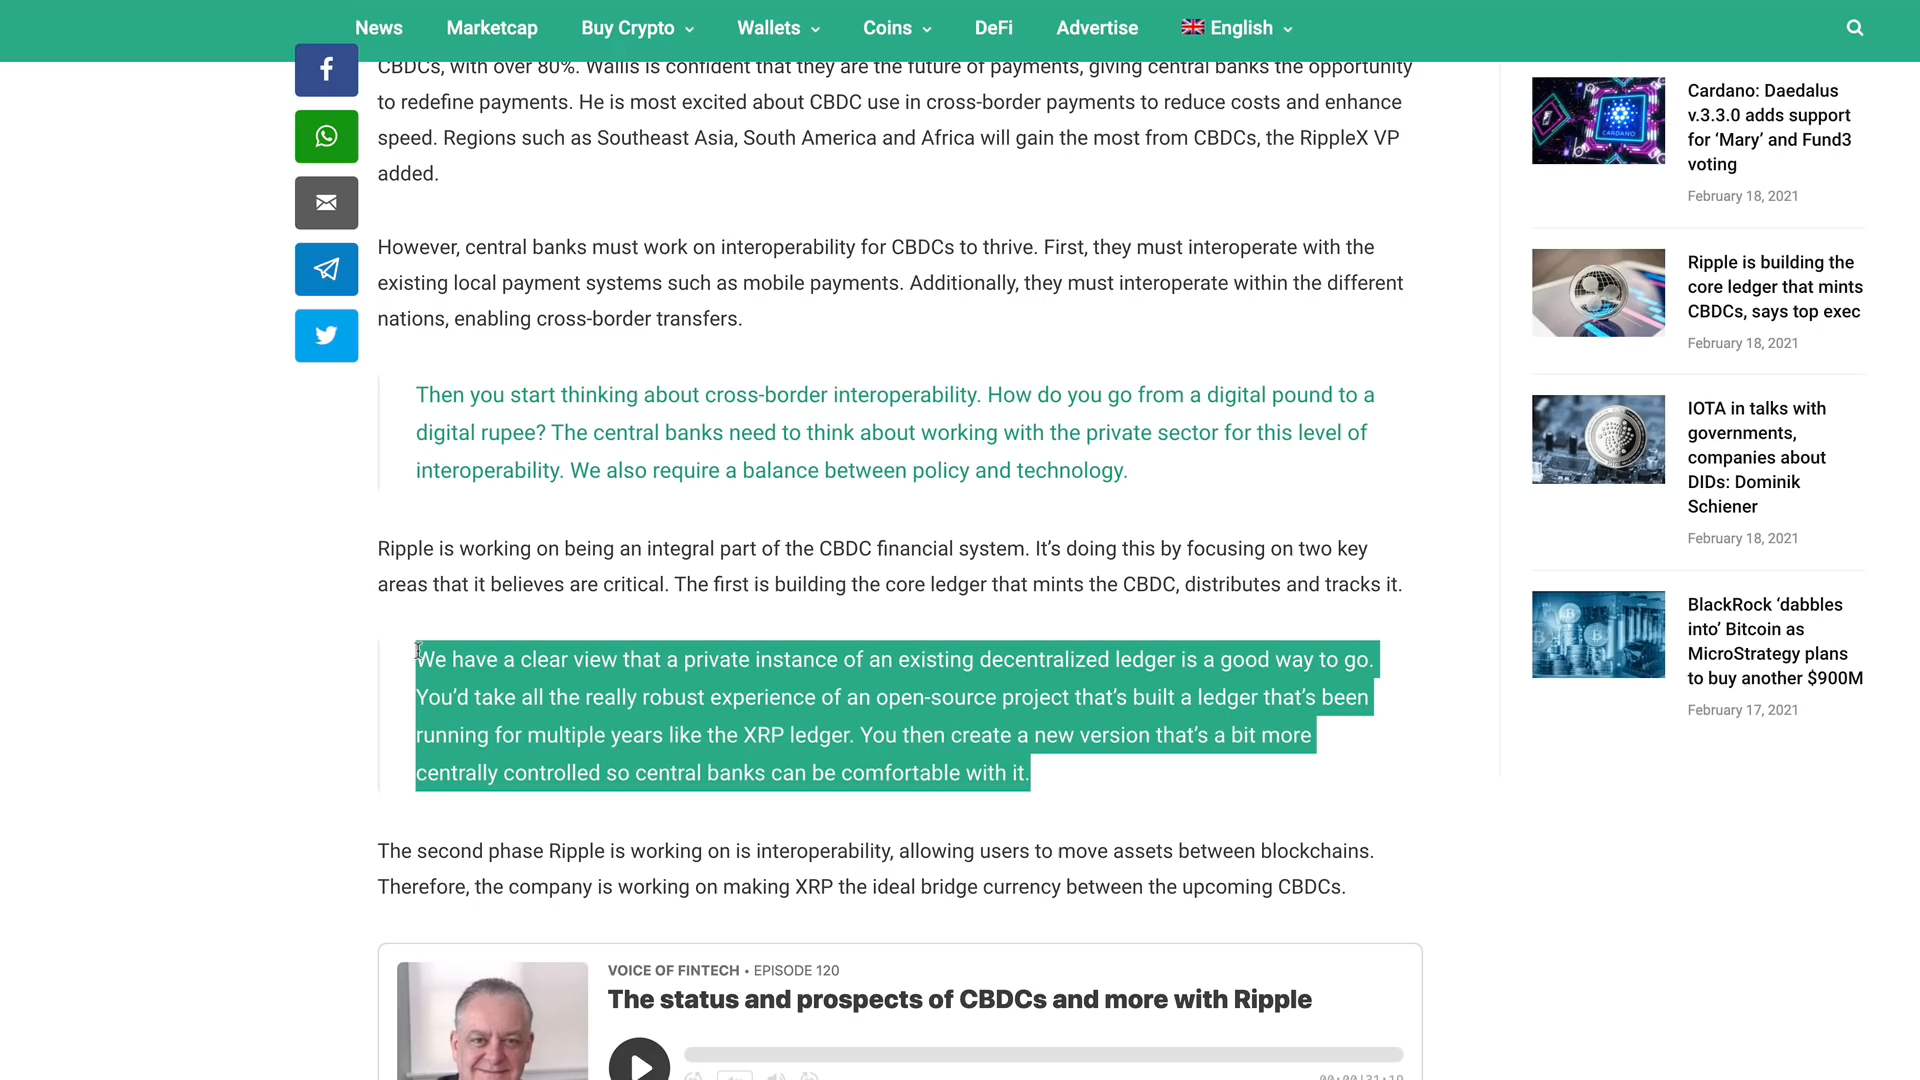 News Marketcap Buy Crypto Wallets Coins DeFi Advertise English
CBDCs, with over 80%. Wallis is confident that they are the future of payments, giving central banks the opportunity
to redefine payments. He is most excited about CBDC use in cross-border payments to reduce costs and enhance
speed. Regions such as Southeast Asia, South America and Africa will gain the most from CBDCs, the RippleX VP
added.
However, central banks must work on interoperability for CBDCs to thrive. First, they must interoperate with the
existing local payment systems such as mobile payments. Additionally, they must interoperate within the different
nations, enabling cross-border transfers.
Then you start thinking about cross-border interoperability. How do you go from a digital pound to a
digital rupee? The central banks need to think about working with the private sector for this level of
interoperability. We also require a balance between policy and technology.
Ripple is working on being an integral part of the CBDC financial system. It’s doing this by focusing on two key
areas that it believes are critical. The first is building the core ledger that mints the CBDC, distributes and tracks it.
We have a clear view that a private instance of an existing decentralized ledger is a good way to go.
You’d take all the really robust experience of an open-source project that’s built a ledger that’s been
running for multiple years like the XRP ledger. You then create a new version that’s a bit more
centrally controlled so central banks can be comfortable with it.
The second phase Ripple is working on is interoperability, allowing users to move assets between blockchains.
Therefore, the company is working on making XRP the ideal bridge currency between the upcoming CBDCs.
VOICE OF FINTECH • EPISODE 120
The status and prospects of CBDCs and more with Ripple
00:00|31:19
Cardano: Daedalus
v.3.3.0 adds support
for ‘Mary’ and Fund3
voting
February 18, 2021
CARDANO
Ripple is building the
core ledger that mints
CBDCs, says top exec
February 18, 2021
IOTA in talks with
governments,
companies about
DIDs: Dominik
Schiener
February 18, 2021
BlackRock ‘dabbles
into’ Bitcoin as
MicroStrategy plans
to buy another $900M
February 17, 2021